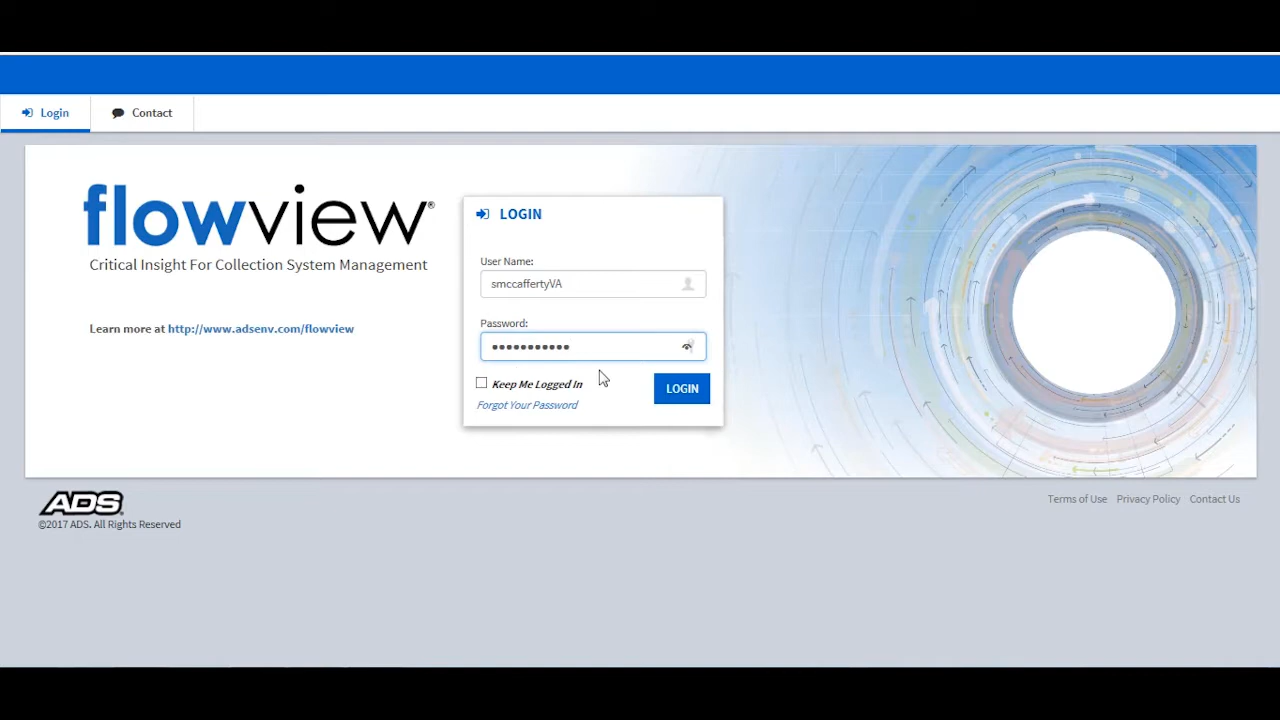 Login
Contact
flowview®
Critical Insight For Collection System Management
Learn more at http://www.adsenv.com/flowview
LOGIN
User Name:
smccaffertyVA
Password:
•••••••••••
Keep Me Logged In
LOGIN
Forgot Your Password
ADS
©2017 ADS. All Rights Reserved
Terms of Use Privacy Policy Contact Us